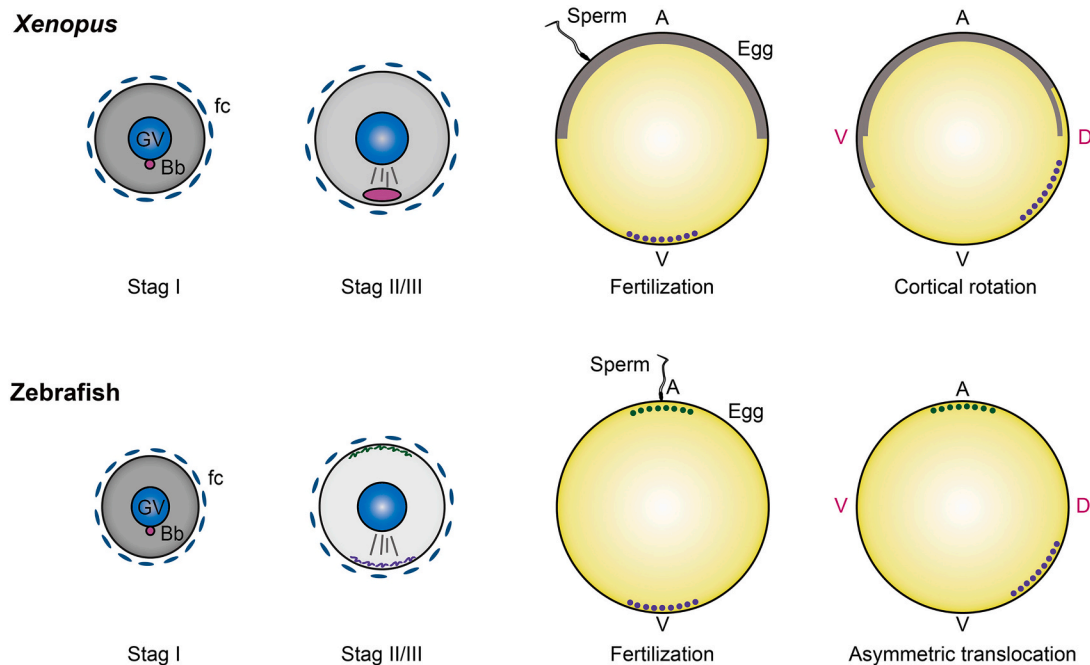 Xenopus
Sperm
A
Egg
A
fc
GV
Bb
V
D
V
V
Stag I
Stag II/III
Fertilization
Cortical rotation
Zebrafish
Sperm
A
Egg
A
fc
GV
Bb
V
D
V
V
Stag I
Stag II/III
Fertilization
Asymmetric translocation